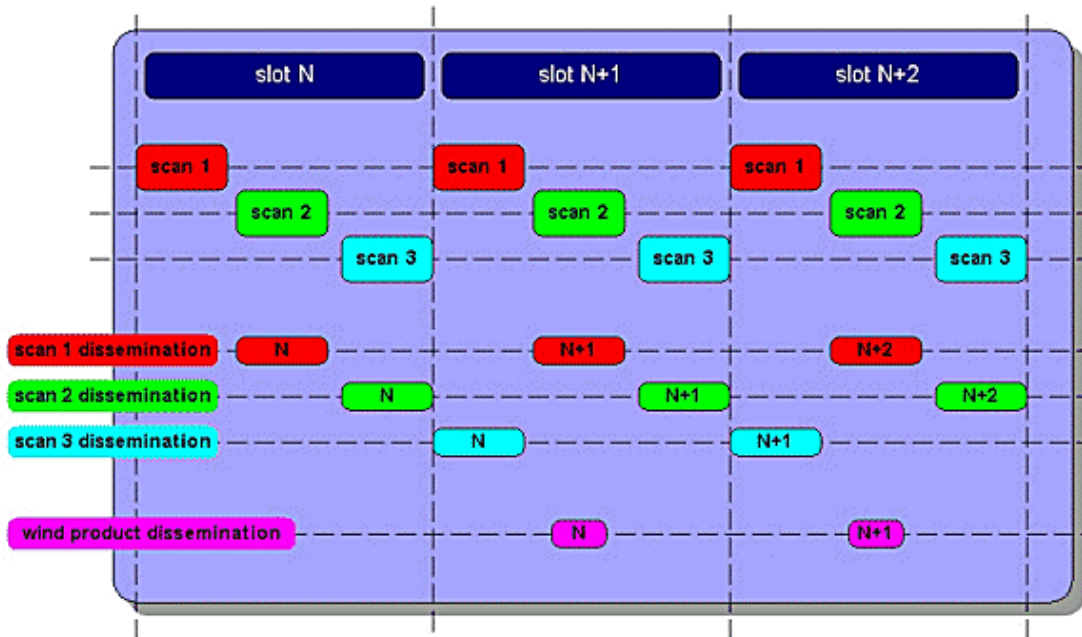 slot N slot N+1 slot N+2
scan 1 scan 1 scan 1
scan 2 scan 2 scan 2
scan 3 scan 3 scan 3
scan 1 dissemination N N+1 N+2
scan 2 dissemination N N+1 N+2
scan 3 dissemination N N+1
wind product dissemination N N+1